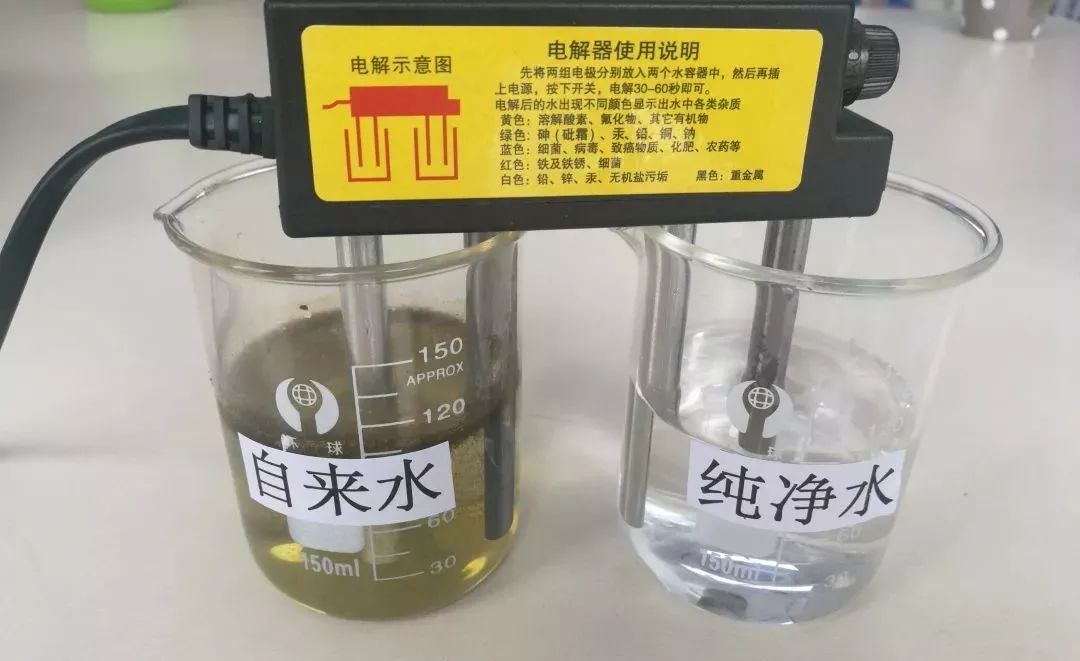 电解示意图
电解器使用说明
先将两组电极分别放入两个水容器中，然后再插
上电源，按下开关，电解30-60秒即可。
电解后的水出现不同颜色显示出水中各类杂质
黄色：溶解酸素、氟化物、其它有机物
绿色：砷（砒霜）、汞、铅、铜、钠
蓝色：细菌、病毒、致癌物质、化肥、农药等
红色：铁及铁锈、细菌
白色：铅、锌、汞、无机盐污垢 黑色：重金属
150
APPROX
120
环 球
自来水
60
30
150ml
120
球
纯净水
60
30
150ml